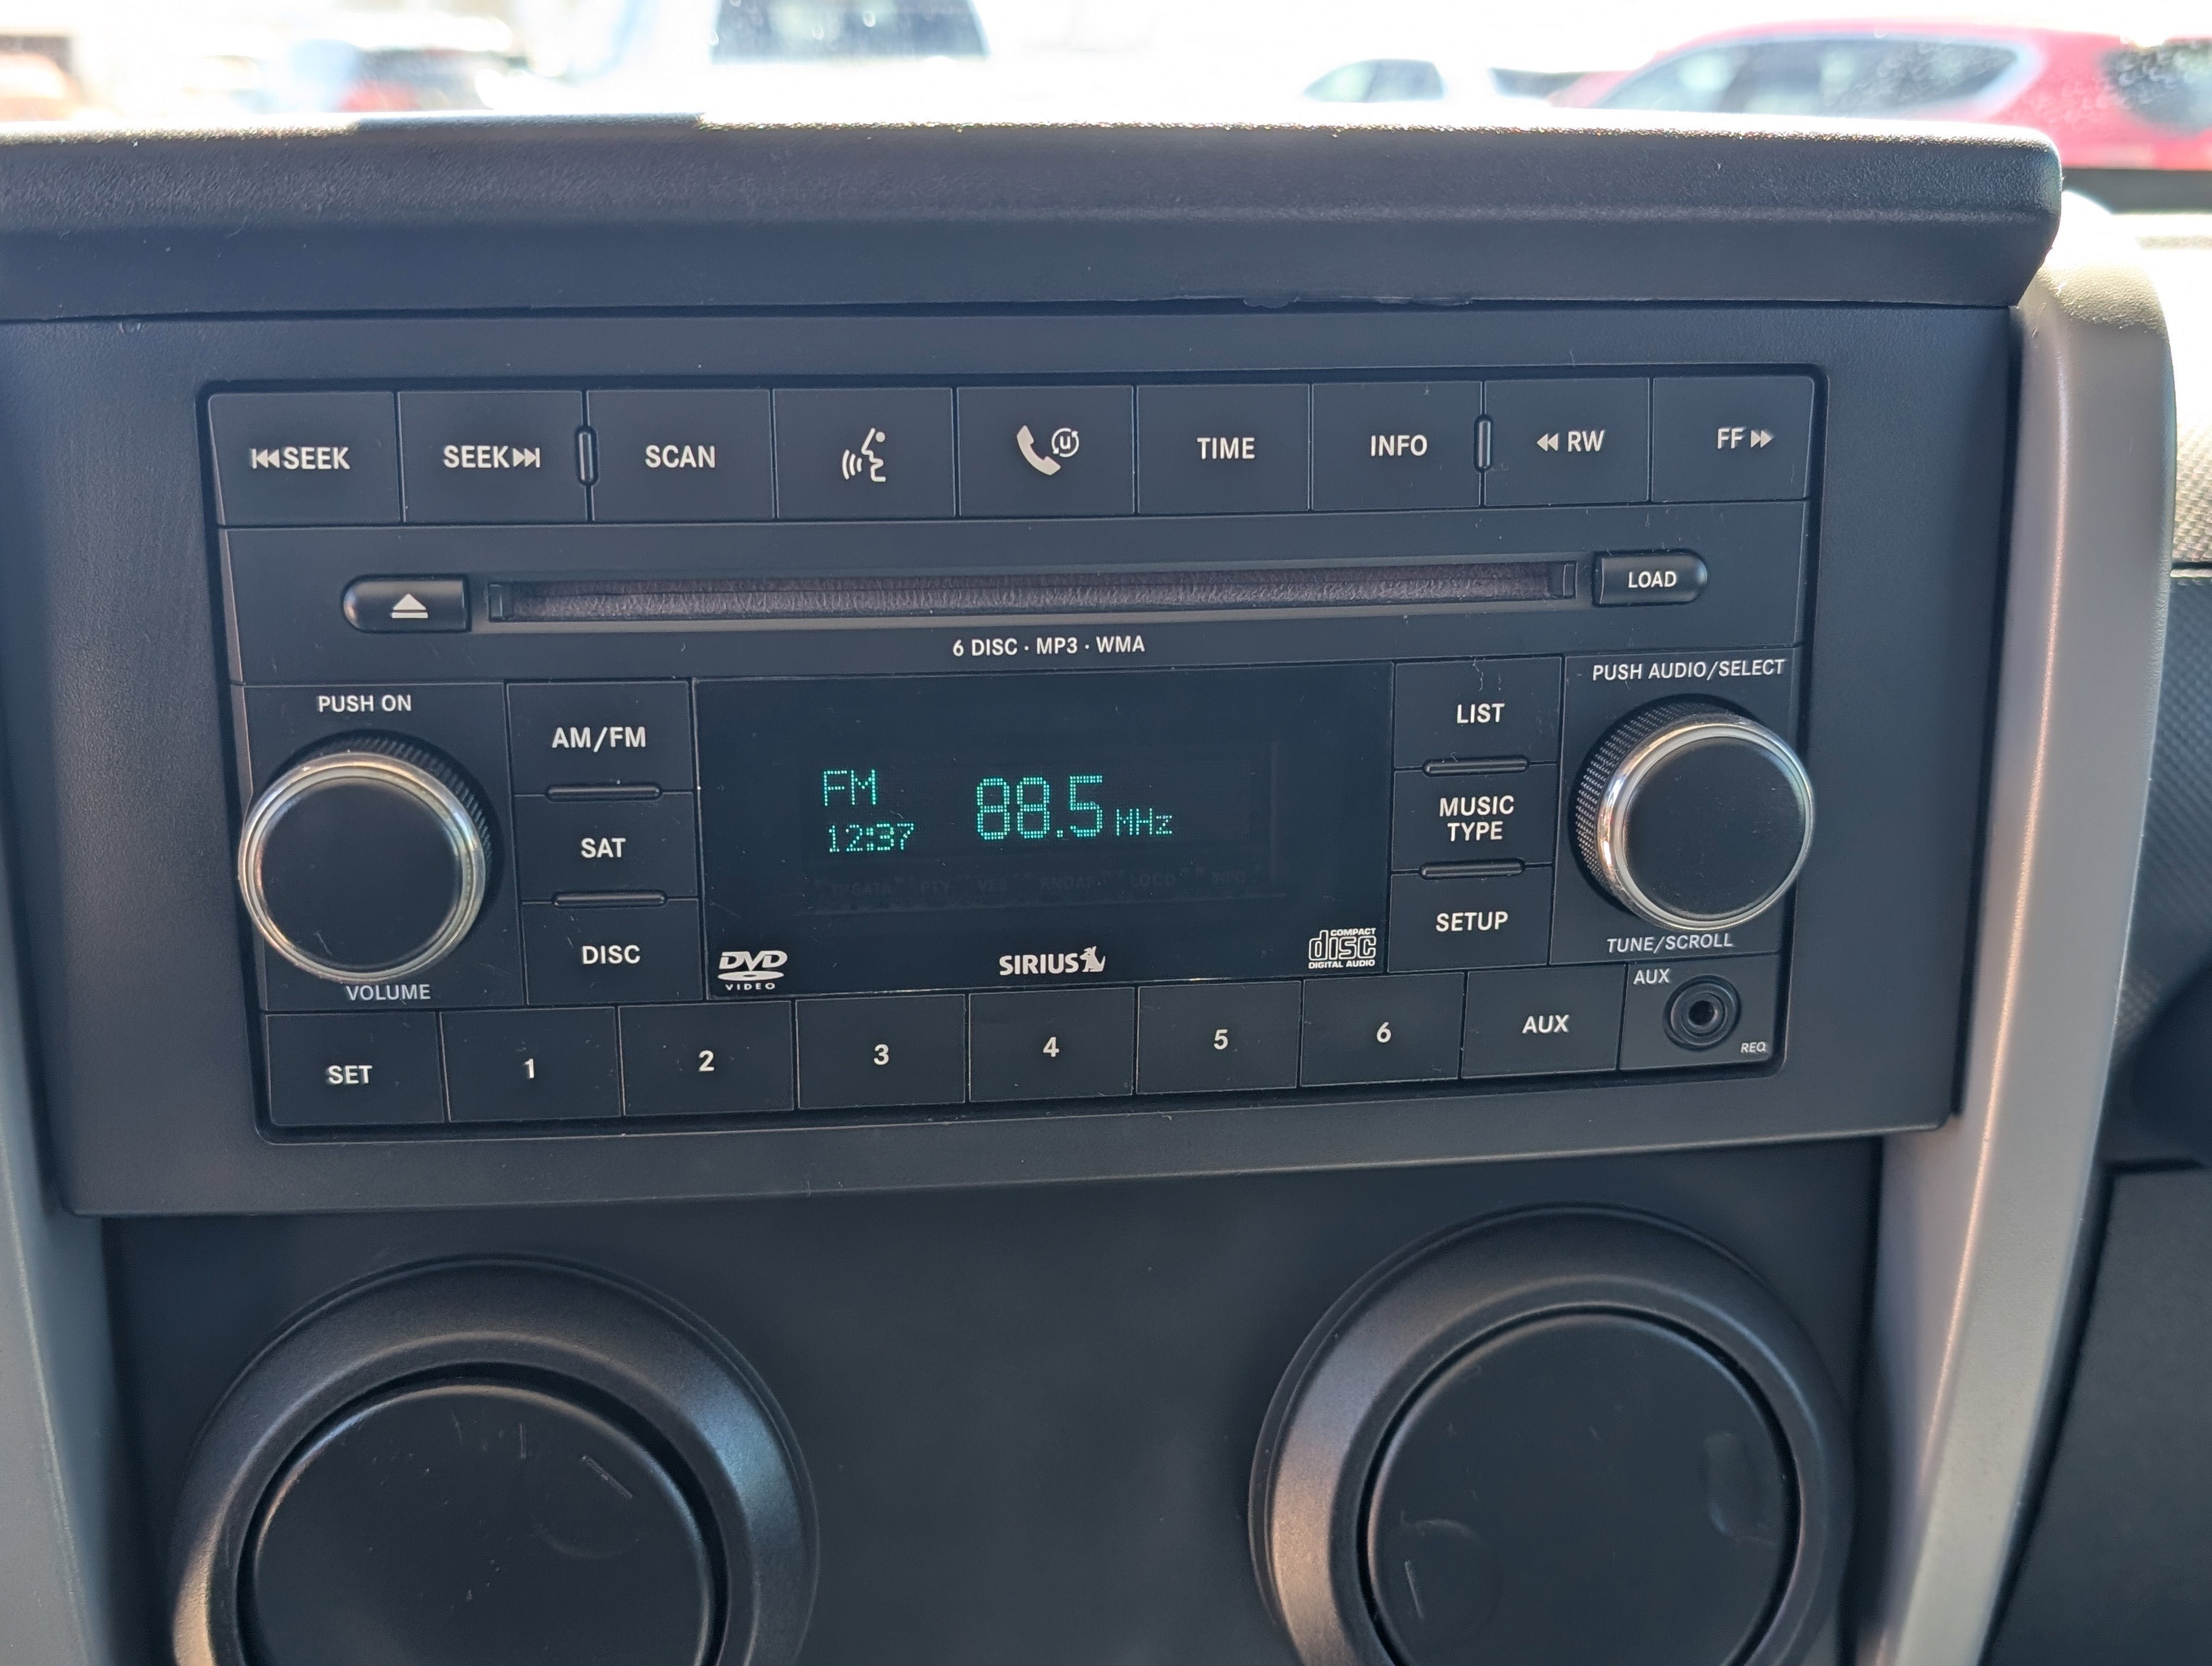 SEEK SEEK SCAN u TIME INFO RW FF
LOAD
6 DISC · MP3 · WMA
PUSH ON
PUSH AUDIO/SELECT
AM/FM
LIST
FM 88.5 MHz
12:37
SAT
MUSIC
TYPE
DISC
SETUP
DVD
VIDEO
SIRIUS
COMPACT
disc
DIGITAL AUDIO
VOLUME
TUNE/SCROLL
SET 1 2 3 4 5 6 AUX
AUX
REQ